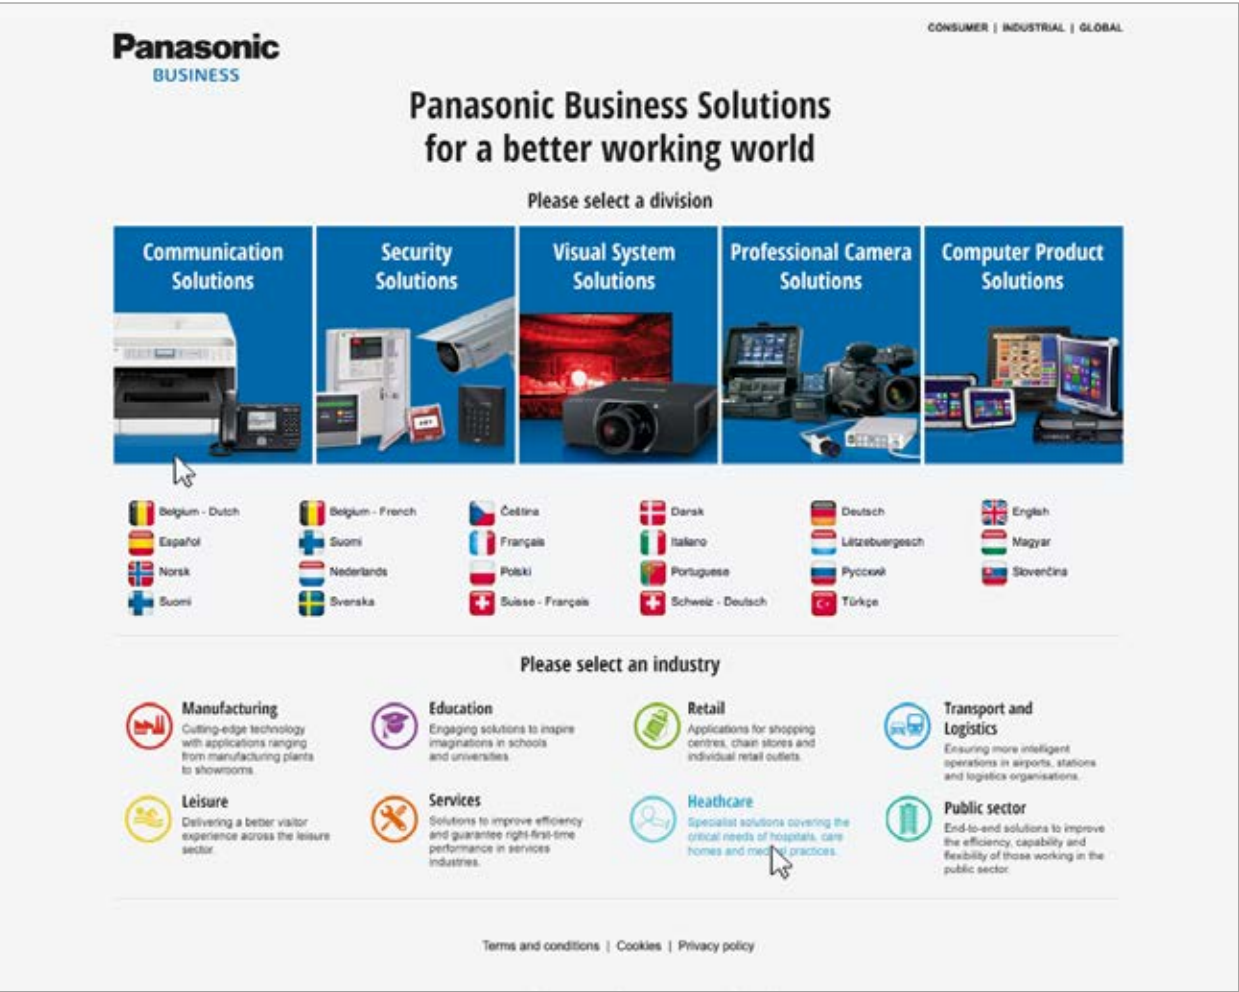 CONSUMER | INDUSTRIAL | GLOBAL
Panasonic
BUSINESS
Panasonic Business Solutions
for a better working world
Please select a division
Communication
Solutions
Security
Solutions
Visual System
Solutions
Professional Camera
Solutions
Computer Product
Solutions
Belgium - Dutch
Belgium - French
Čeština
Dansk
Deutsch
English
Español
Suomi
Français
Italiano
Lëtzebuergesch
Magyar
Norsk
Nederlands
Polski
Portuguese
Русский
Slovenčina
Suomi
Svenska
Suisse - Français
Schweiz - Deutsch
Türkçe
Please select an industry
Manufacturing
Cutting-edge technology
with applications ranging
from manufacturing plants
to showrooms.
Education
Engaging solutions to inspire
imaginations in schools
and universities.
Retail
Applications for shopping
centres, chain stores and
individual retail outlets.
Transport and
Logistics
Ensuring more intelligent
operations in airports, stations
and logistics organisations.
Leisure
Delivering a better visitor
experience across the leisure
sector.
Services
Solutions to improve efficiency
and guarantee right-first-time
performance in services
industries.
Heathcare
Specialist solutions covering the
critical needs of hospitals, care
homes and medical practices.
Public sector
End-to-end solutions to improve
the efficiency, capability and
flexibility of those working in the
public sector.
Terms and conditions | Cookies | Privacy policy